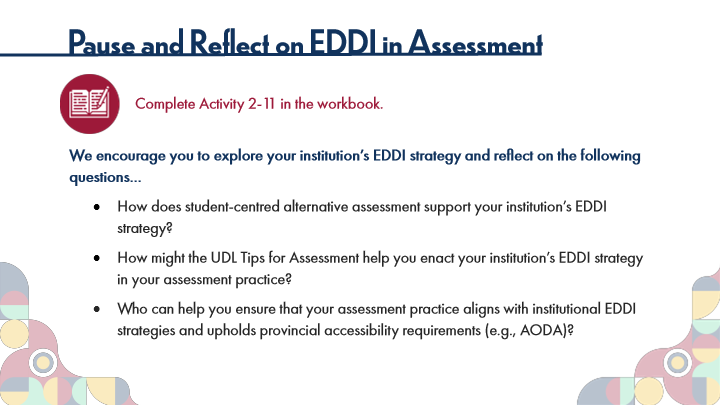 Pause and Reflect on EDDI in Assessment
Complete Activity 2-11 in the workbook.
We encourage you to explore your institution's EDDI strategy and reflect on the following
questions...
• How does student-centred alternative assessment support your institution's EDDI
strategy?
• How might the UDL Tips for Assessment help you enact your institution's EDDI strategy
in your assessment practice?
• Who can help you ensure that your assessment practice aligns with institutional EDDI
strategies and upholds provincial accessibility requirements (e.g., AODA)?